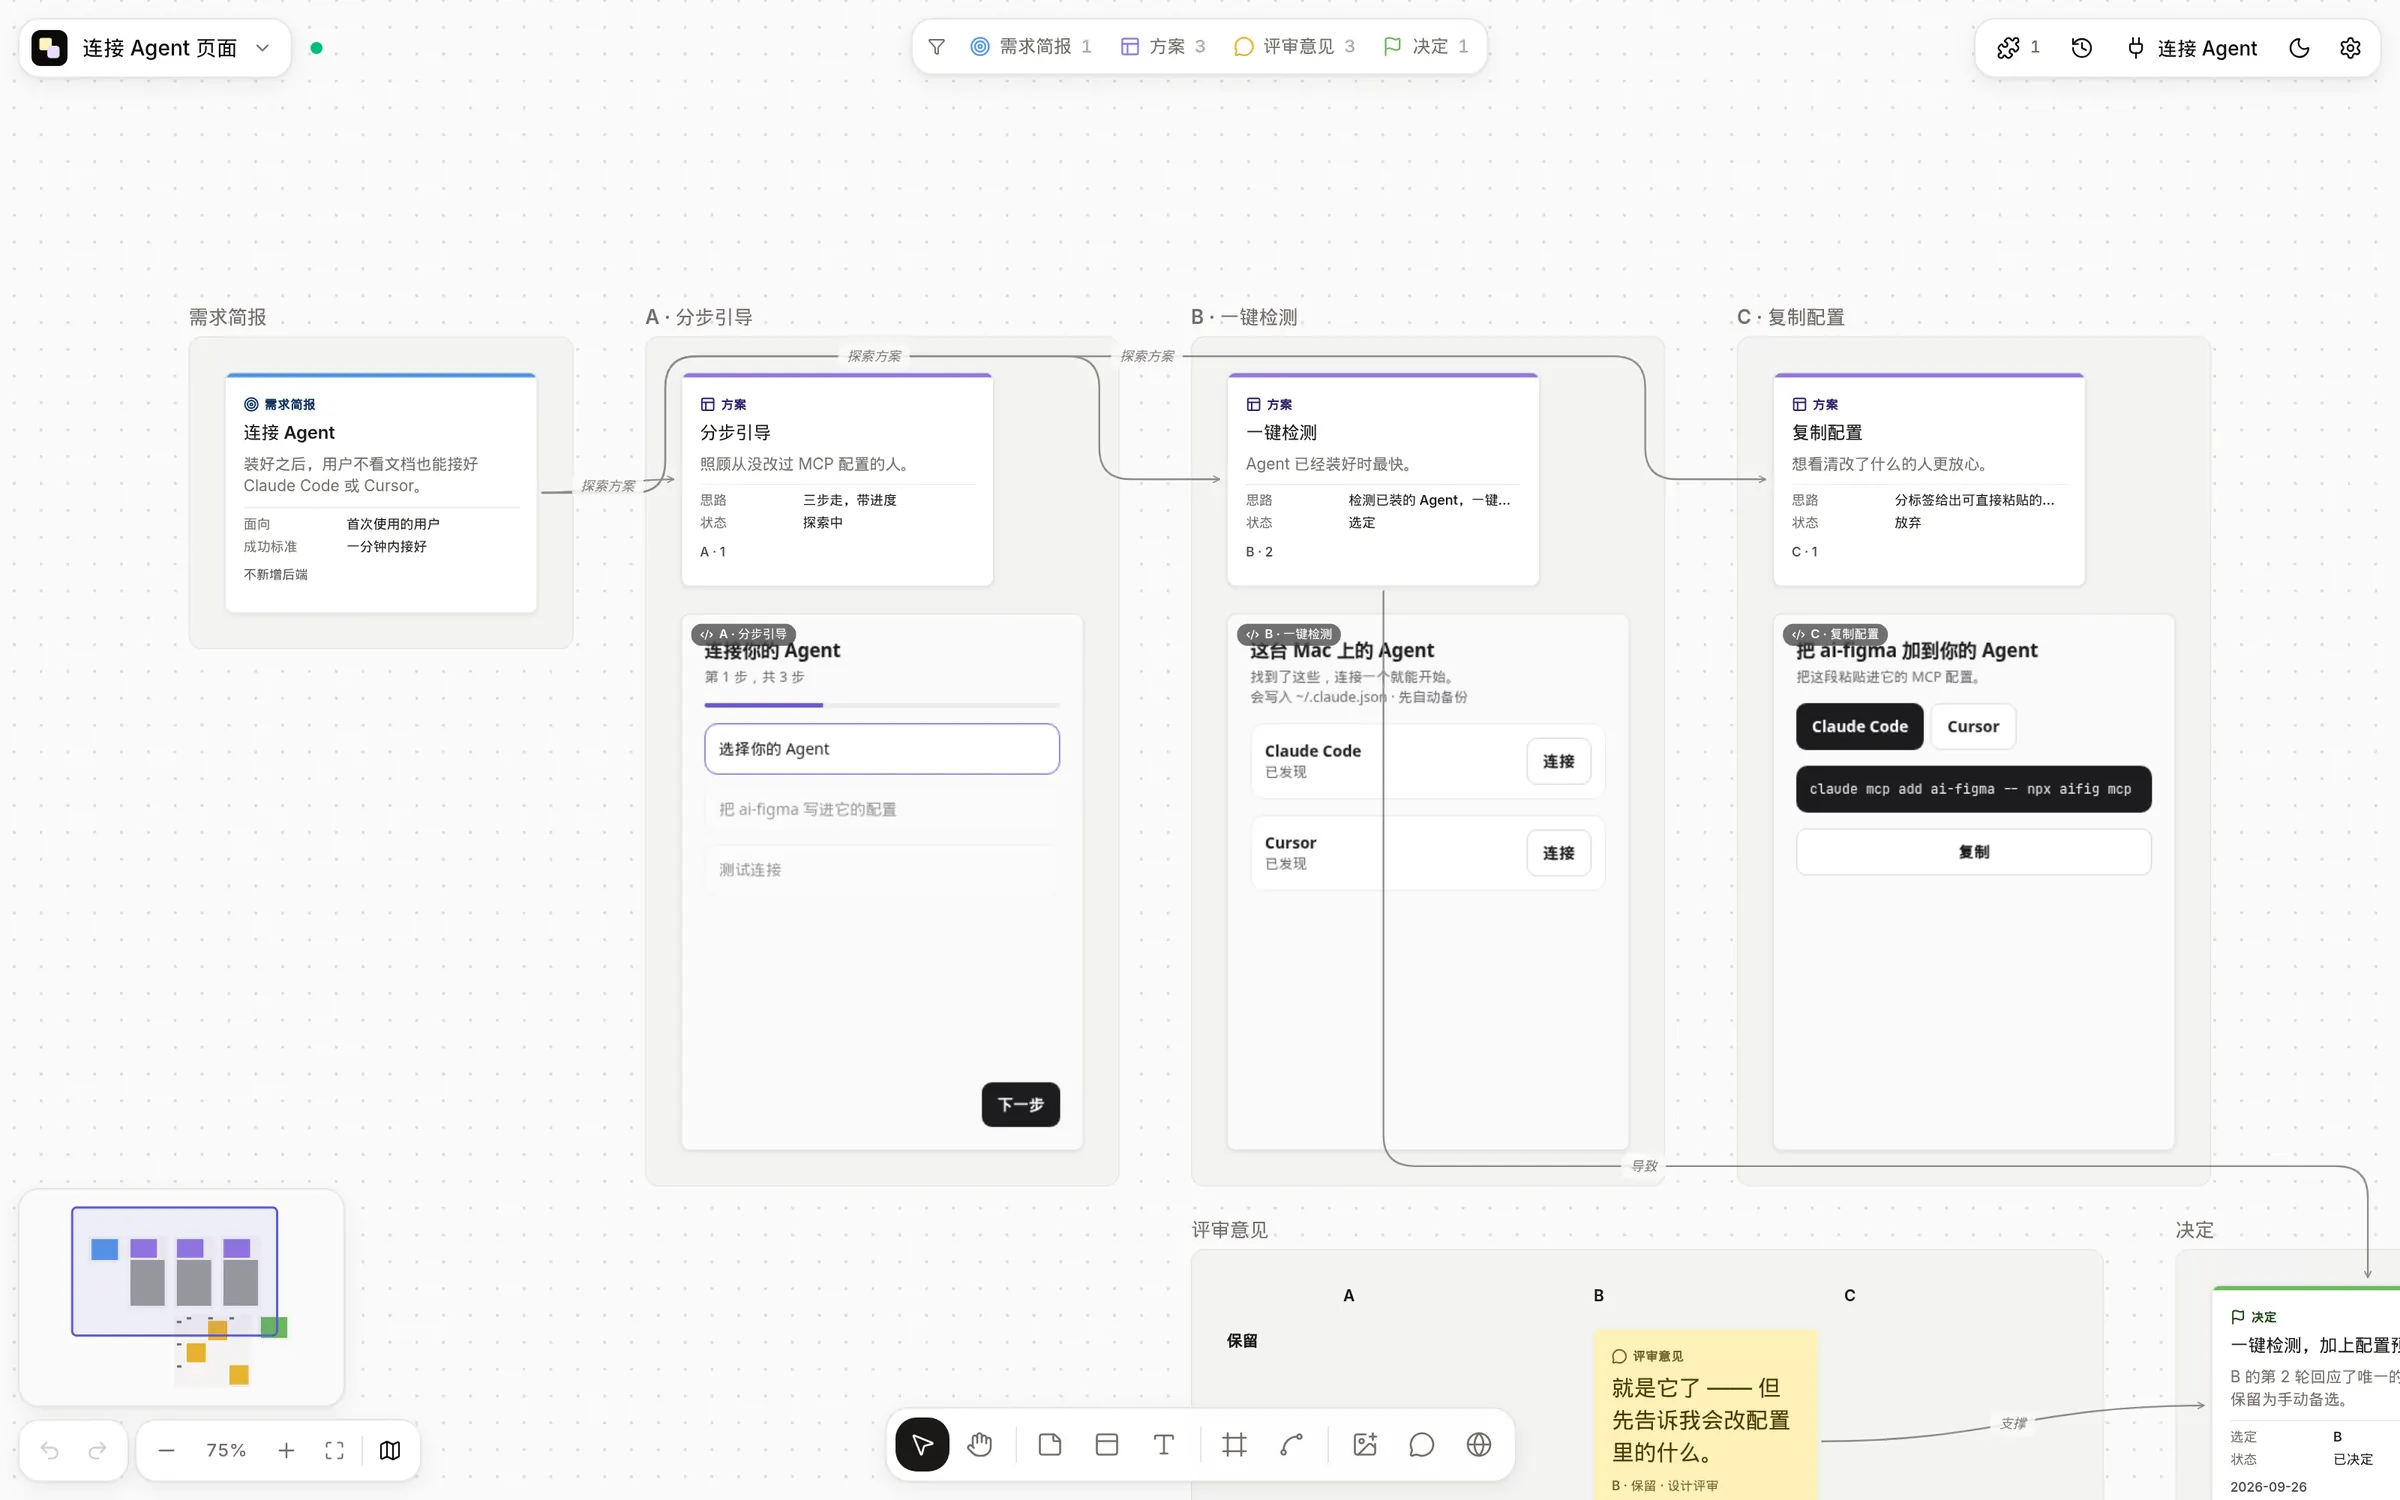 连接 Agent 页面
需求简报 1
方案 3
评审意见 3
决定 1
1
连接 Agent
需求简报
需求简报
连接 Agent
装好之后，用户不看文档也能接好
Claude Code 或 Cursor。
面向 首次使用的用户
成功标准 一分钟内接好
不新增后端
探索方案
探索方案
探索方案
A · 分步引导
方案
分步引导
照顾从没改过 MCP 配置的人。
思路 三步走，带进度
状态 探索中
A · 1
A · 分步引导
连接你的 Agent
第 1 步，共 3 步
选择你的 Agent
把 ai-figma 写进它的配置
测试连接
下一步
B · 一键检测
方案
一键检测
Agent 已经装好时最快。
思路 检测已装的 Agent，一键...
状态 选定
B · 2
B · 一键检测
这台 Mac 上的 Agent
找到了这些，连接一个就能开始。
会写入 ~/.claude.json · 先自动备份
Claude Code
已发现
连接
Cursor
已发现
连接
C · 复制配置
方案
复制配置
想看清改了什么的人更放心。
思路 分标签给出可直接粘贴的...
状态 放弃
C · 1
C · 复制配置
把 ai-figma 加到你的 Agent
把这段粘贴进它的 MCP 配置。
Claude Code
Cursor
claude mcp add ai-figma -- npx aifig mcp
复制
导致
评审意见
A B C
保留
评审意见
就是它了 —— 但
先告诉我会改配置
里的什么。
B · 保留 · 设计评审
支撑
决定
决定
一键检测，加上配置预
B 的第 2 轮回应了唯一的
保留为手动备选。
选定 B
状态 已决定
2026-09-26
75%